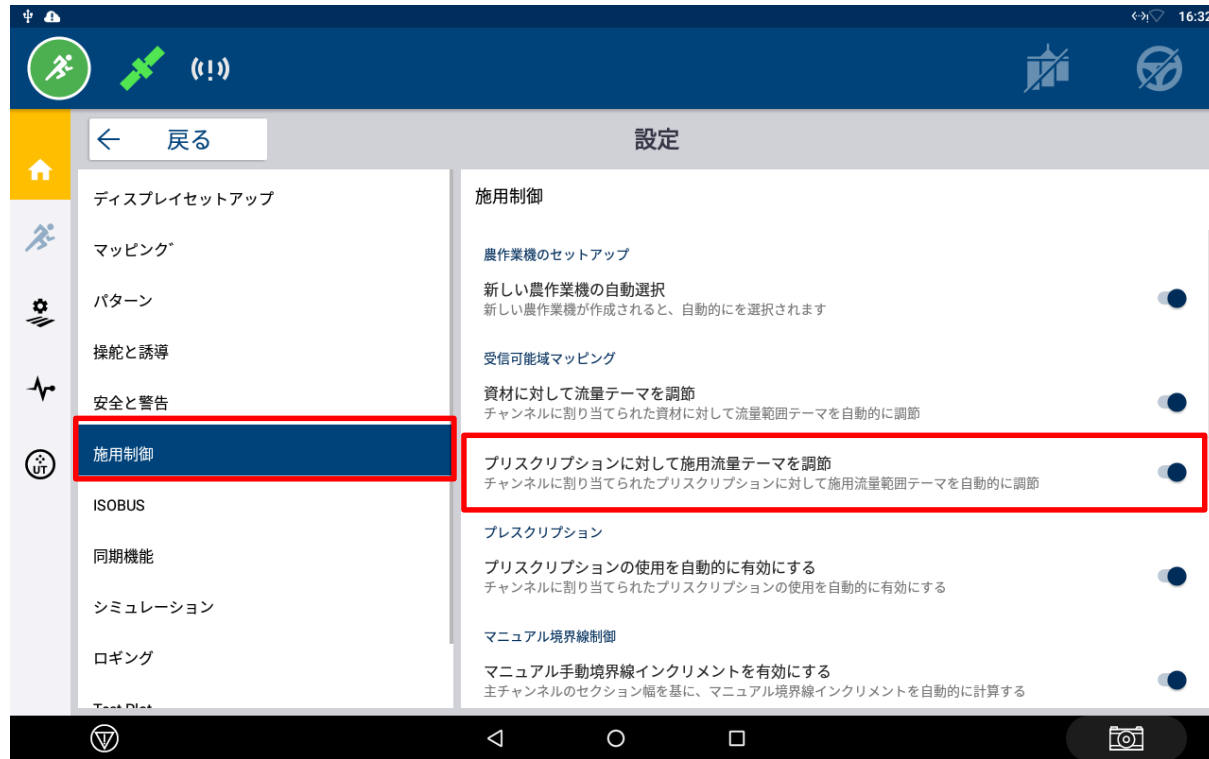 16:32
戻る
設定
ディスプレイセットアップ
マッピング
パターン
操舵と誘導
安全と警告
施用制御
ISOBUS
同期機能
シミュレーション
ロギング
Test Plot
UT
施用制御
農作業機のセットアップ
新しい農作業機の自動選択
新しい農作業機が作成されると、自動的にを選択されます
受信可能域マッピング
資材に対して流量テーマを調節
チャンネルに割り当てられた資材に対して流量範囲テーマを自動的に調節
プリスクリプションに対して施用流量テーマを調節
チャンネルに割り当てられたプリスクリプションに対して施用流量範囲テーマを自動的に調節
プレスクリプション
プリスクリプションの使用を自動的に有効にする
チャンネルに割り当てられたプリスクリプションの使用を自動的に有効にする
マニュアル境界線制御
マニュアル手動境界線インクリメントを有効にする
主チャンネルのセクション幅を基に、マニュアル境界線インクリメントを自動的に計算する